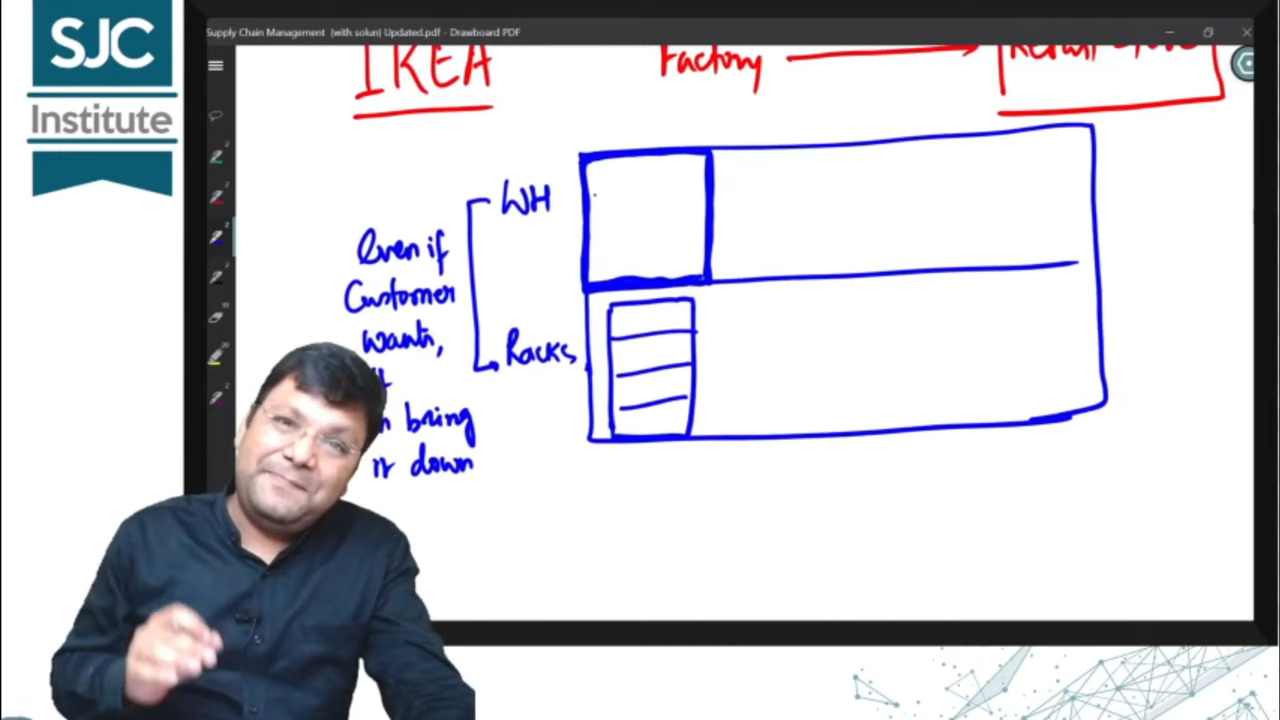 SJC
Institute
Supply Chain Management (with solun) Updated.pdf - Drawboard PDF
IKEA
Factory
WH
Even if
Customer
wants,
Racks
bring
it down